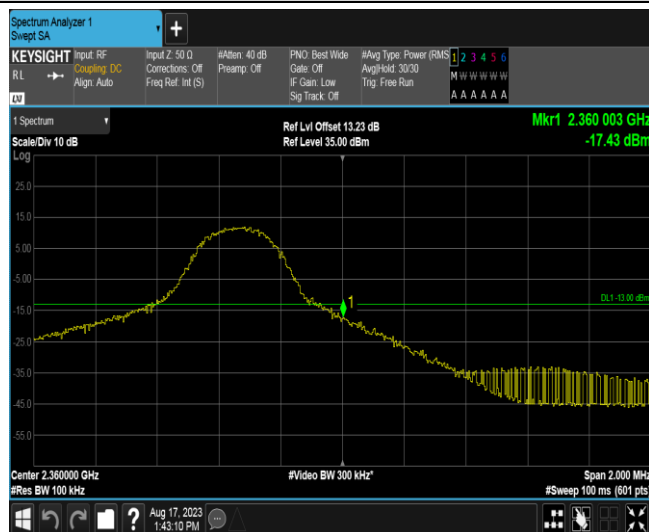 Spectrum Analyzer 1
Swept SA
+
KEYSIGHT Input: RF Input Z: 50 Ω #Atten: 40 dB PNO: Best Wide #Avg Type: Power (RMS 1 2 3 4 5 6
RL Coupling: DC Corrections: Off Preamp: Off Gate: Off Avg|Hold: 30/30 M W W W W W
Align: Auto Freq Ref: Int (S) IF Gain: Low Trig: Free Run
Sig Track: Off A A A A A A
LXI
1 Spectrum
Scale/Div 10 dB
Ref Lvl Offset 13.23 dB
Ref Level 35.00 dBm
Mkr1 2.360 003 GHz
-17.43 dBm
Log
25.0
15.0
5.00
-5.00
1
DL1 -13.00 dBm
-15.0
-25.0
-35.0
-45.0
-55.0
Center 2.360000 GHz #Video BW 300 kHz* Span 2.000 MHz
#Res BW 100 kHz #Sweep 100 ms (601 pts)
? Aug 17, 2023
1:43:10 PM